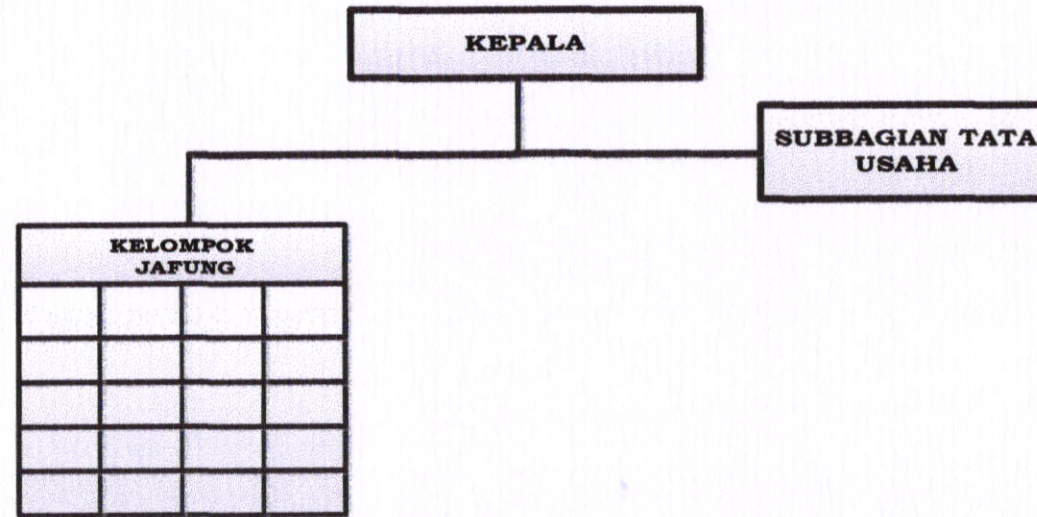 KEPALA
SUBBAGIAN TATA
USAHA
KELOMPOK
JAFUNG